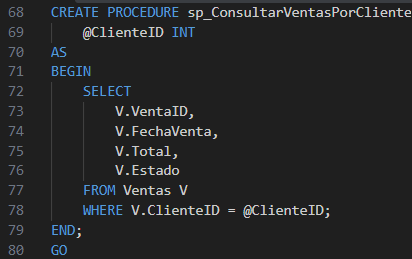 68 CREATE PROCEDURE sp_ConsultarVentasPorCliente
69     @ClienteID INT
70 AS
71 BEGIN
72     SELECT
73         V.VentaID,
74         V.FechaVenta,
75         V.Total,
76         V.Estado
77     FROM Ventas V
78     WHERE V.ClienteID = @ClienteID;
79 END;
80 GO